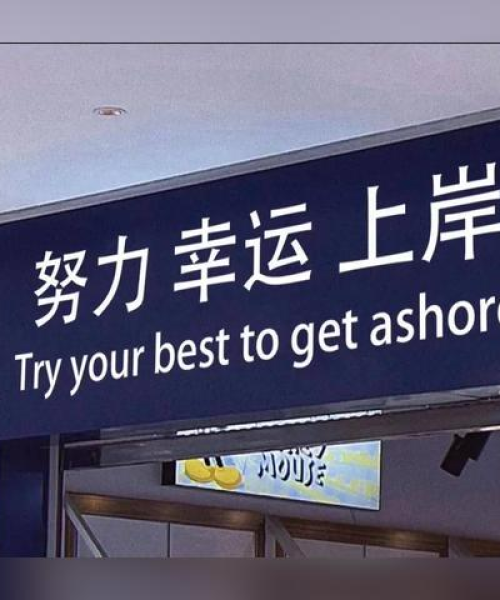 努力 幸运 上岸
Try your best to get ashore
MOUSE